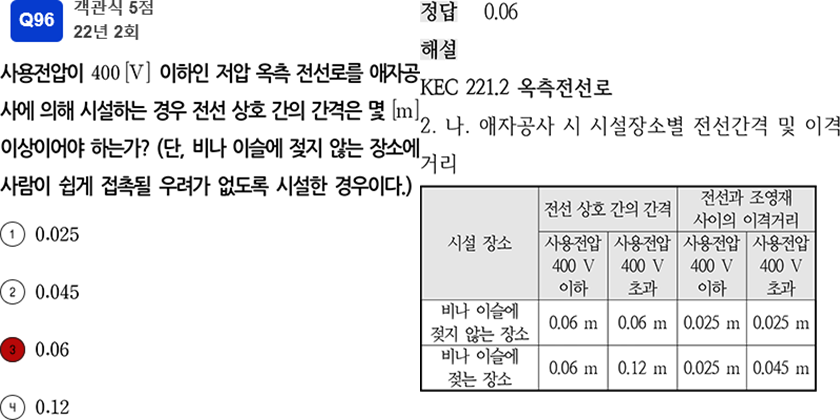 Q96
객관식 5점
22년 2회
사용전압이 400 [V] 이하인 저압 옥측 전선로를 애자공
사에 의해 시설하는 경우 전선 상호 간의 간격은 몇 [m]
이상이어야 하는가? (단, 비나 이슬에 젖지 않는 장소에
사람이 쉽게 접촉될 우려가 없도록 시설한 경우이다.)
① 0.025
② 0.045
③ 0.06
④ 0.12
정답 0.06
해설
KEC 221.2 옥측전선로
2. 나. 애자공사 시 시설장소별 전선간격 및 이격
거리
시설 장소 전선 상호 간의 간격 전선과 조영재
사이의 이격거리
사용전압 사용전압 사용전압 사용전압
400 V 400 V 400 V 400 V
이하 초과 이하 초과
비나 이슬에
젖지 않는 장소 0.06 m 0.06 m 0.025 m 0.025 m
비나 이슬에
젖는 장소 0.06 m 0.12 m 0.025 m 0.045 m